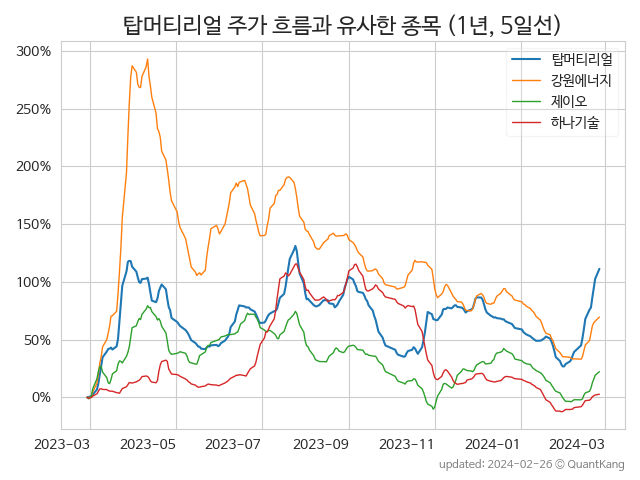 탑머티리얼 주가 흐름과 유사한 종목 (1년, 5일선)
300%
250%
200%
150%
100%
50%
0%
탑머티리얼
강원에너지
제이오
하나기술
2023-03
2023-05
2023-07
2023-09
2023-11
2024-01
2024-03
updated: 2024-02-26 © QuantKang